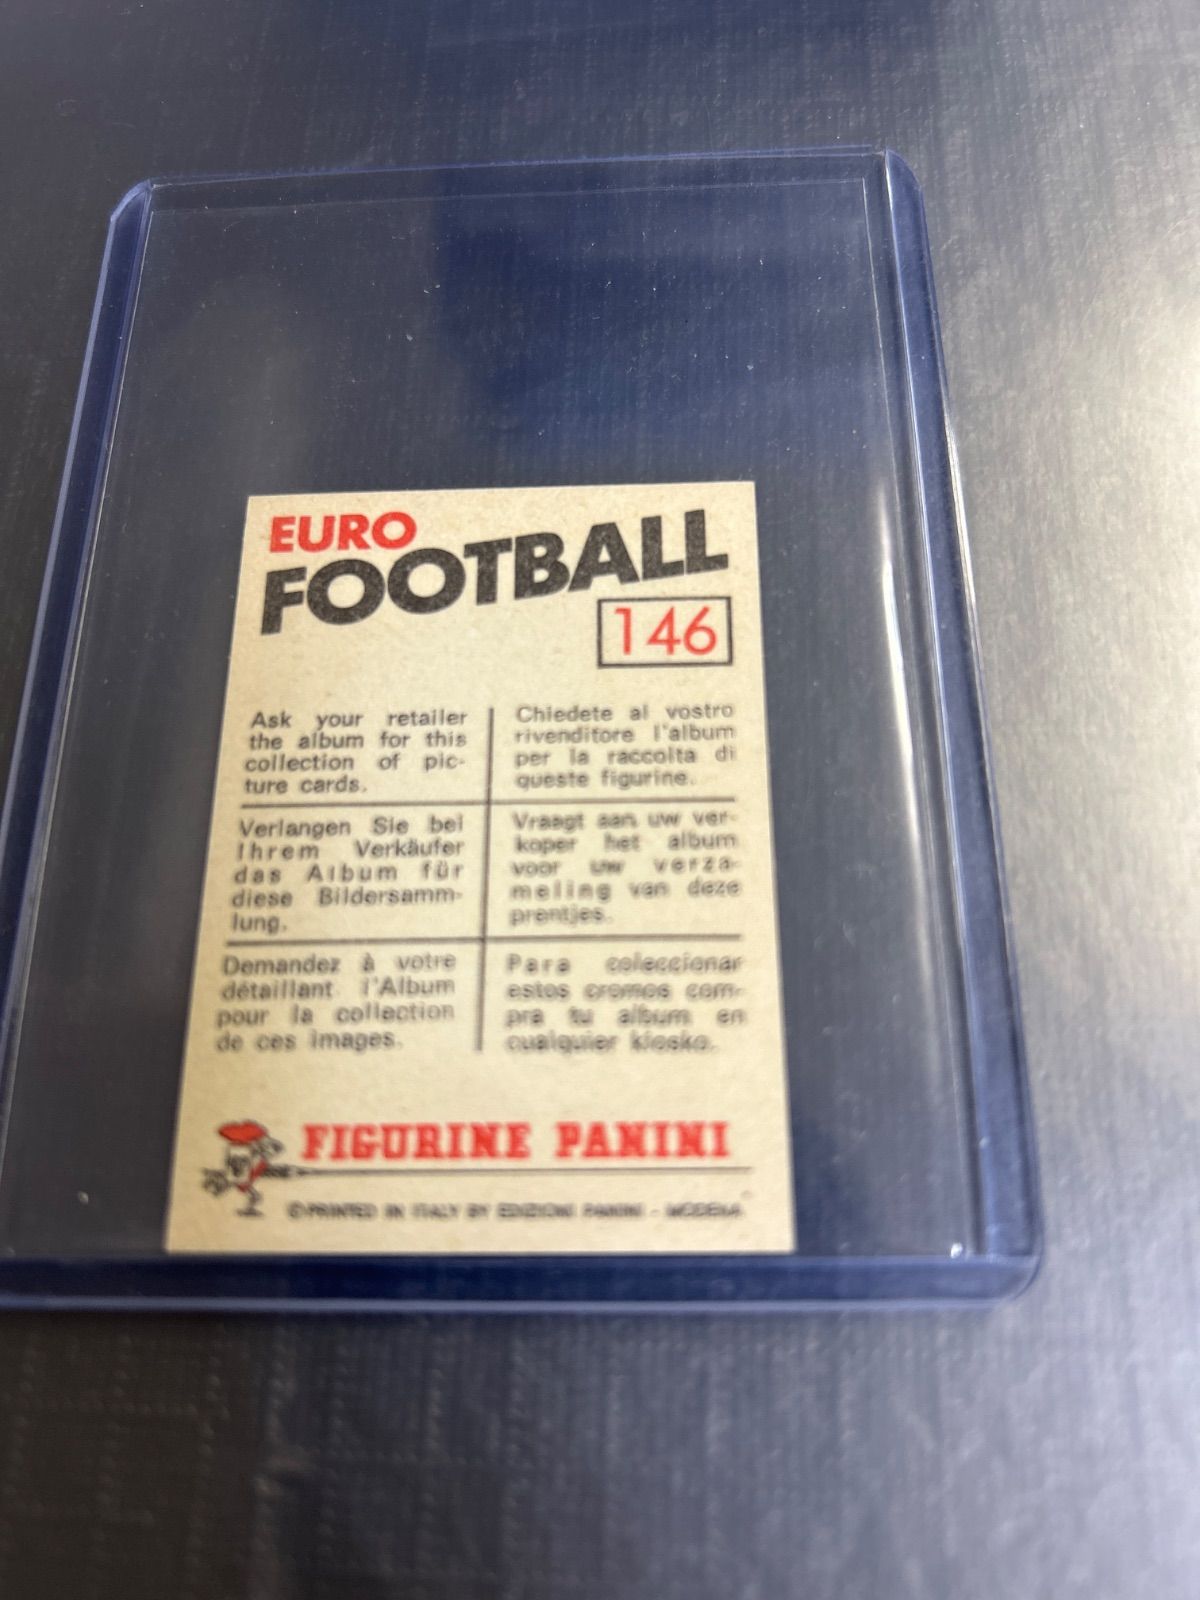 EURO
FOOTBALL
146
Ask your retailer
the album for this
collection of pic-
ture cards.
Chiedete al vostro
rivenditore l'album
per la raccolta di
queste figurine.
Verlangen Sie bei
Ihrem Verkäufer
das Album für
diese Bildersamm-
lung.
Vraagt aan uw ver-
koper het album
voor uw verza-
meling van deze
prentjes.
Demandez à votre
détaillant l'Album
pour la collection
de ces images.
Para coleccionar
estos cromos com-
pra tu album en
cualquier kiosko.
FIGURINE PANINI
© PRINTED IN ITALY BY EDIZIONI PANINI - MODENA